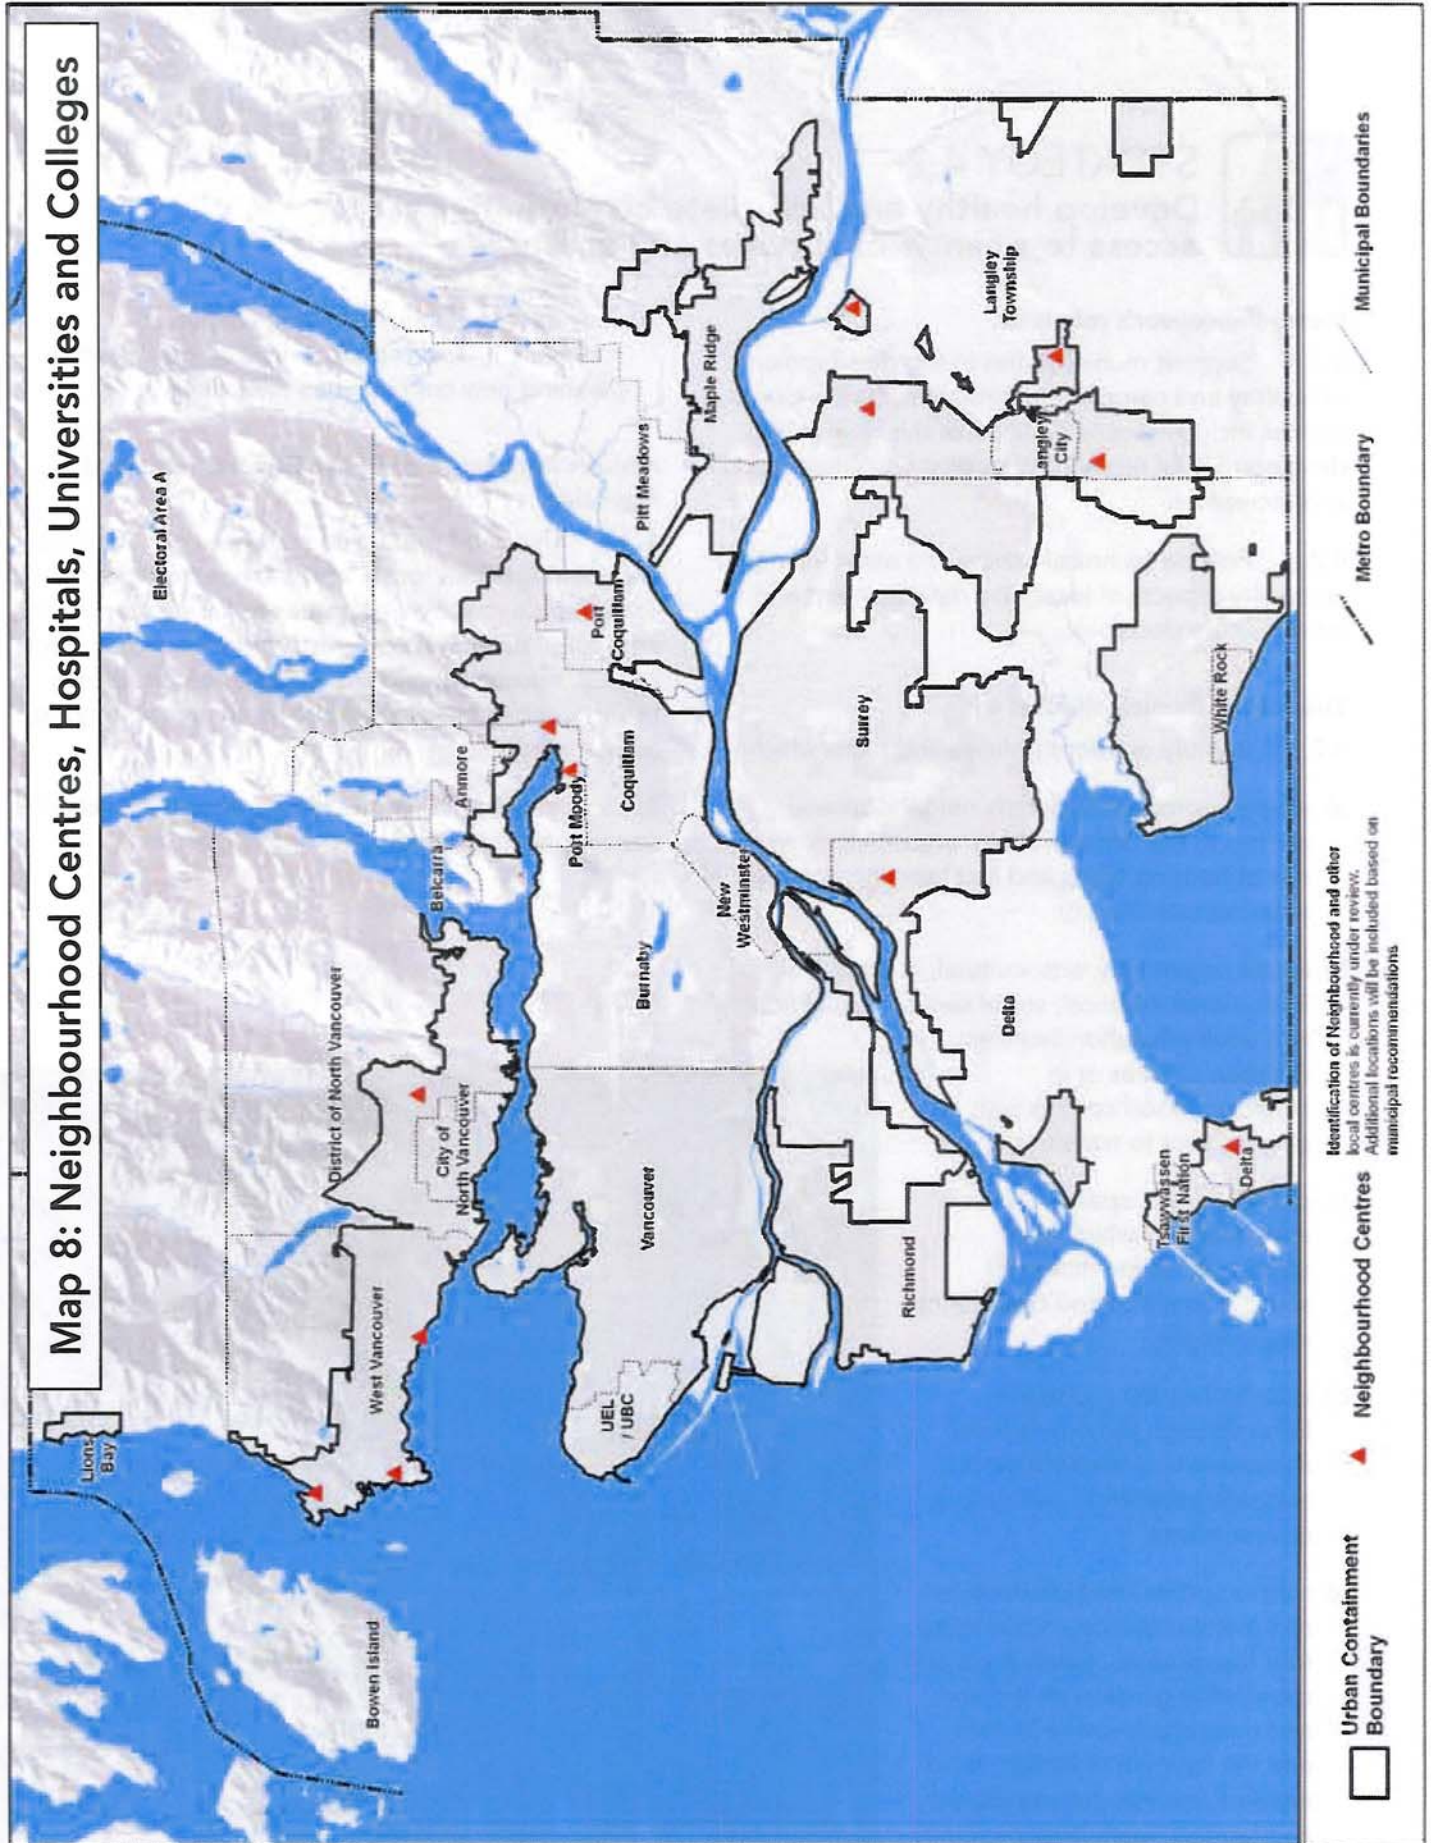 Map 8: Neighbourhood Centres, Hospitals, Universities and Colleges
Lions
Bay
Electoral Area A
District of North Vancouver
Bowen Island
West Vancouver
Belcarra
Anmore
City of
North Vancouver
Port Moody
Port
Coquitlam
UEL
/ UBC
Coquitlam
Vancouver
Burnaby
Pitt Meadows
Maple Ridge
New
Westminster
Surrey
Richmond
Delta
Langley
Township
Langley
City
Tsawwassen
First Nation
White Rock
Delta
Urban Containment
Boundary
Neighbourhood Centres
Identification of Neighbourhood and other
local centres is currently under review.
Additional locations will be included based on
municipal recommendations
Metro Boundary
Municipal Boundaries